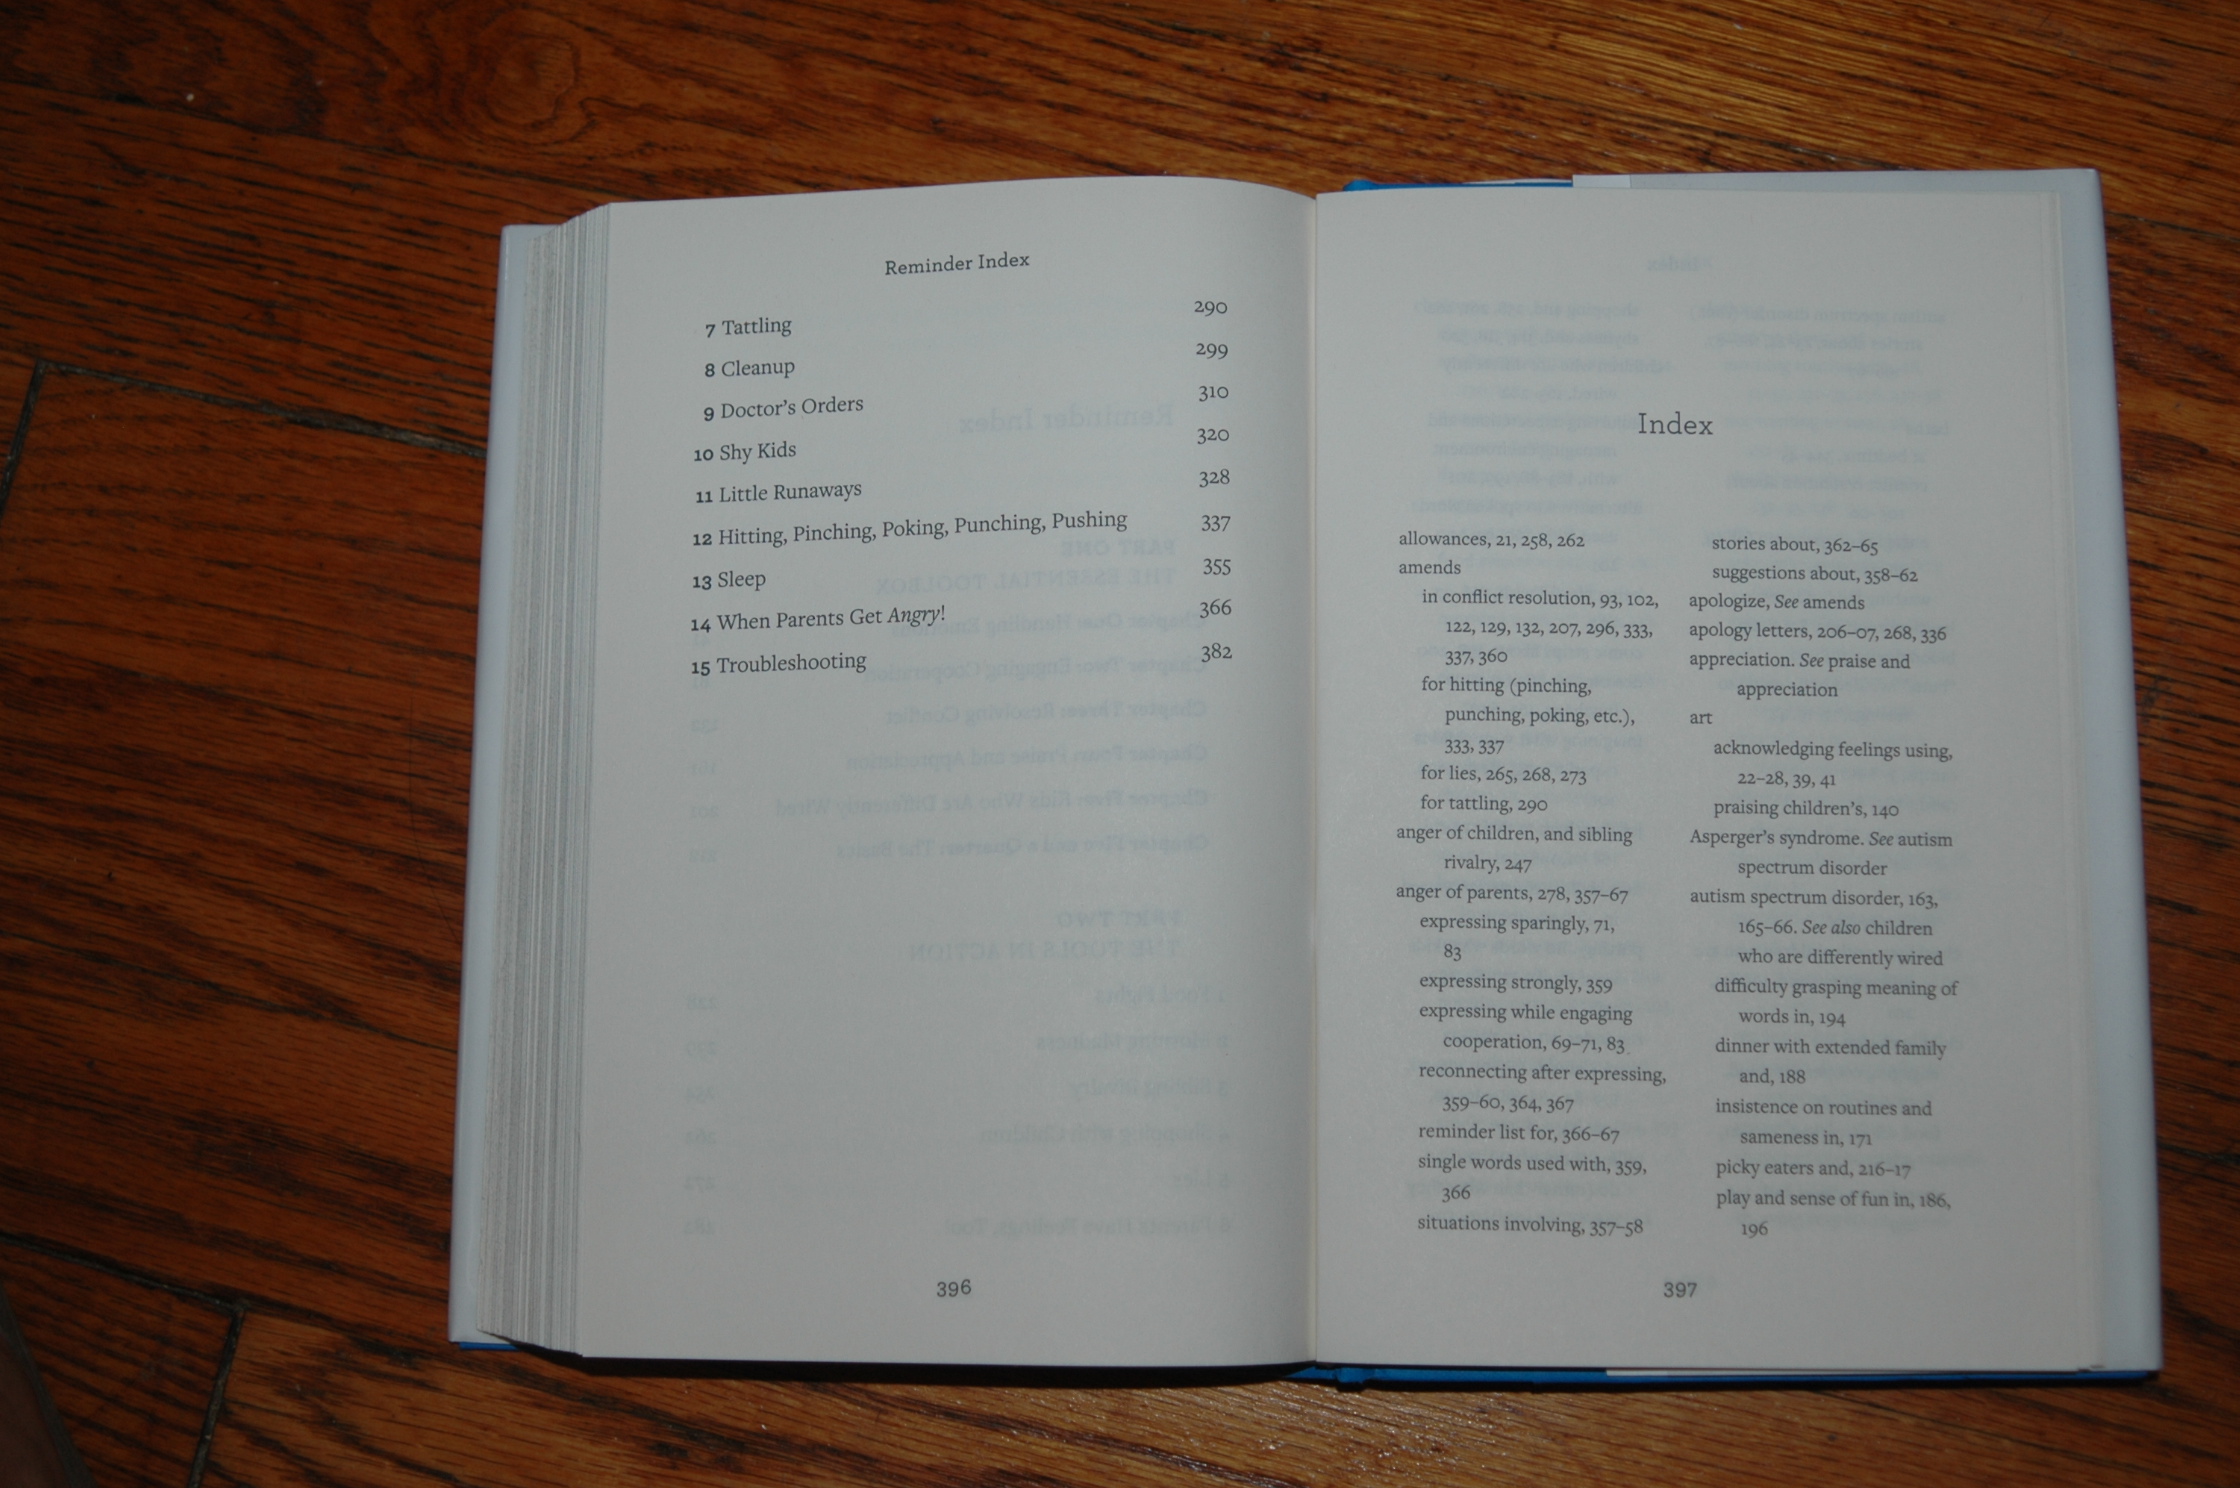 Reminder Index
7 Tattling 290
8 Cleanup 299
9 Doctor's Orders 310
10 Shy Kids 320
11 Little Runaways 328
12 Hitting, Pinching, Poking, Punching, Pushing 337
13 Sleep 355
14 When Parents Get Angry! 366
15 Troubleshooting 382
396
Index
allowances, 21, 258, 262
amends
in conflict resolution, 93, 102,
122, 129, 132, 207, 296, 333,
337, 360
for hitting (pinching,
punching, poking, etc.),
333, 337
for lies, 265, 268, 273
for tattling, 290
anger of children, and sibling
rivalry, 247
anger of parents, 278, 357–67
expressing sparingly, 71,
83
expressing strongly, 359
expressing while engaging
cooperation, 69–71, 83
reconnecting after expressing,
359–60, 364, 367
reminder list for, 366–67
single words used with, 359,
366
situations involving, 357–58
stories about, 362–65
suggestions about, 358–62
apologize, See amends
apology letters, 206–07, 268, 336
appreciation. See praise and
appreciation
art
acknowledging feelings using,
22–28, 39, 41
praising children's, 140
Asperger's syndrome. See autism
spectrum disorder
autism spectrum disorder, 163,
165–66. See also children
who are differently wired
difficulty grasping meaning of
words in, 194
dinner with extended family
and, 188
insistence on routines and
sameness in, 171
picky eaters and, 216–17
play and sense of fun in, 186,
196
397